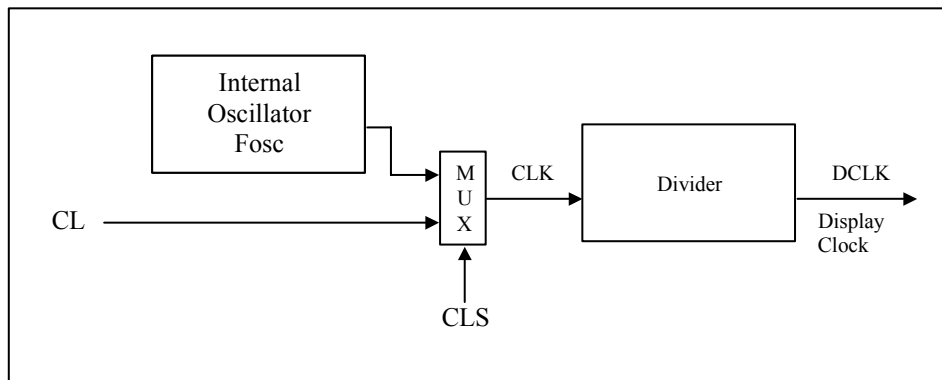 Internal
Oscillator
Fosc
M
U
X
CL
CLS
CLK
Divider
DCLK
Display
Clock